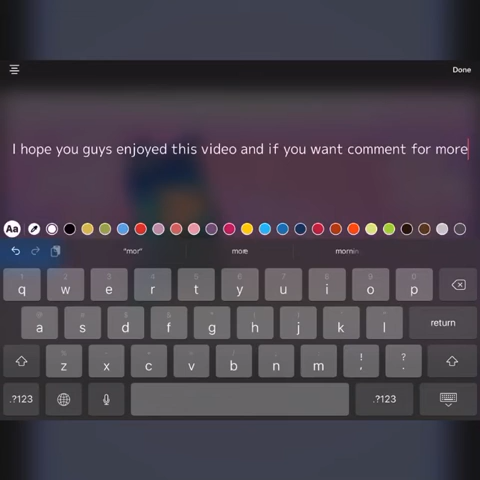 Done
I hope you guys enjoyed this video and if you want comment for more
Aa
"mor" more mornin
q w e r t y u i o p
a s d f g h j k l return
z x c v b n m ! , ? .
.?123 .?123